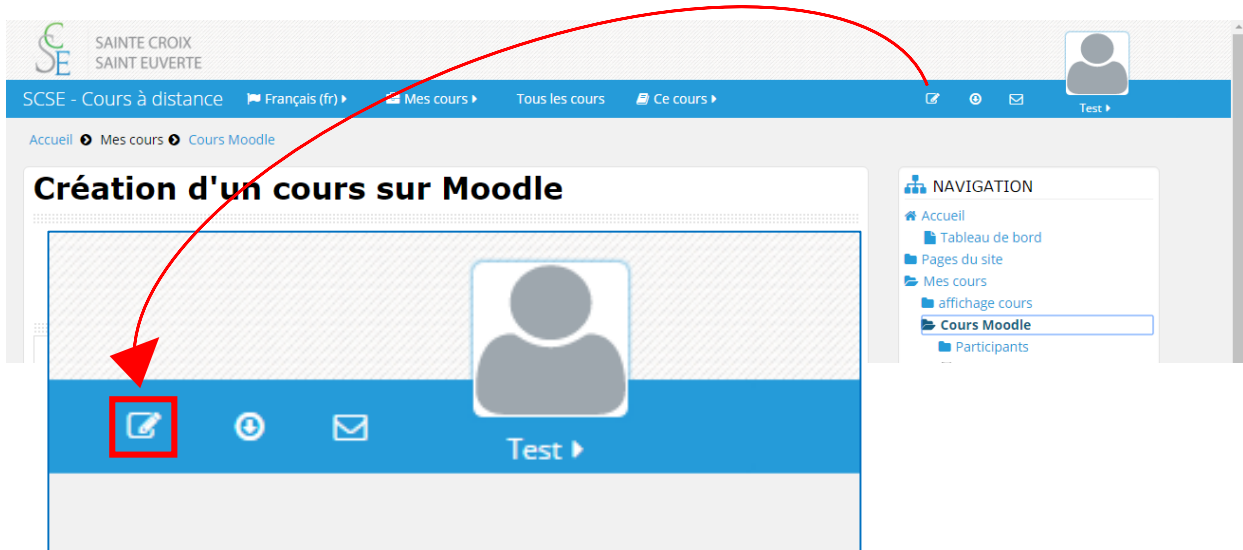 SAINTE CROIX
SAINT EUVERTE
SCSE - Cours à distance Français (fr) Mes cours Tous les cours Ce cours Test
Accueil Mes cours Cours Moodle
Création d'un cours sur Moodle
NAVIGATION
Accueil
Tableau de bord
Pages du site
Mes cours
affichage cours
Cours Moodle
Participants
Test